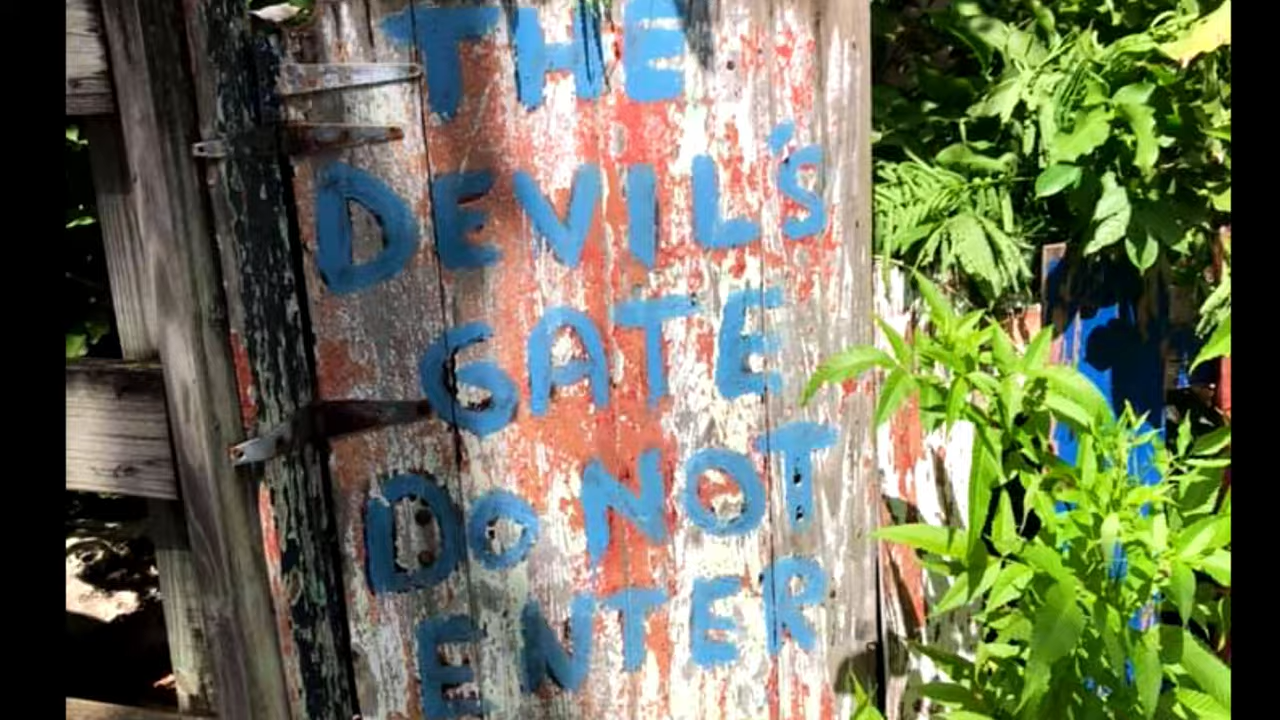 THE
DEVIL'S
GATE
DO NOT
ENTER